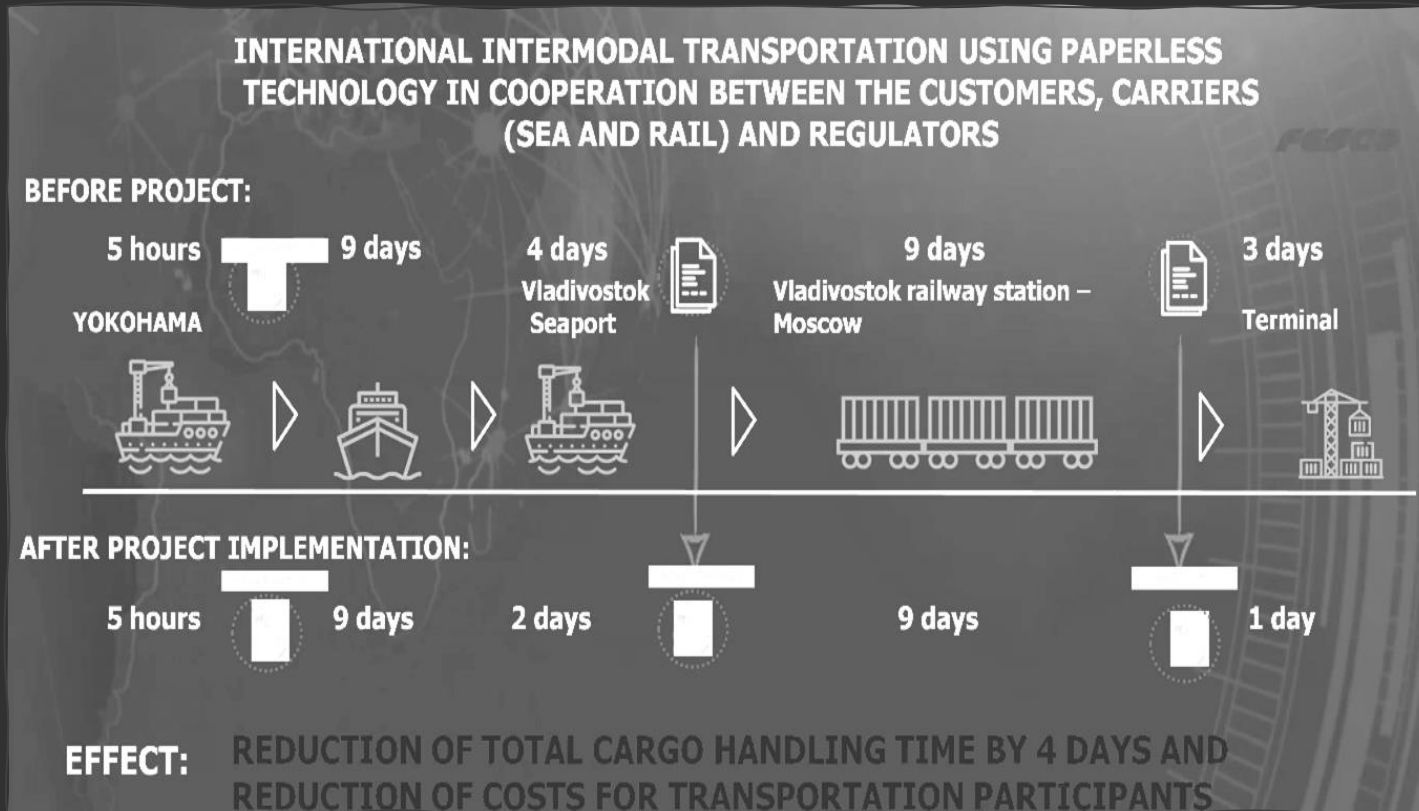 INTERNATIONAL INTERMODAL TRANSPORTATION USING PAPERLESS
TECHNOLOGY IN COOPERATION BETWEEN THE CUSTOMERS, CARRIERS
(SEA AND RAIL) AND REGULATORS
FESCO
BEFORE PROJECT:
5 hours
9 days
4 days
9 days
3 days
YOKOHAMA
Vladivostok
Seaport
Vladivostok railway station –
Moscow
Terminal
AFTER PROJECT IMPLEMENTATION:
5 hours
9 days
2 days
9 days
1 day
EFFECT:
REDUCTION OF TOTAL CARGO HANDLING TIME BY 4 DAYS AND
REDUCTION OF COSTS FOR TRANSPORTATION PARTICIPANTS